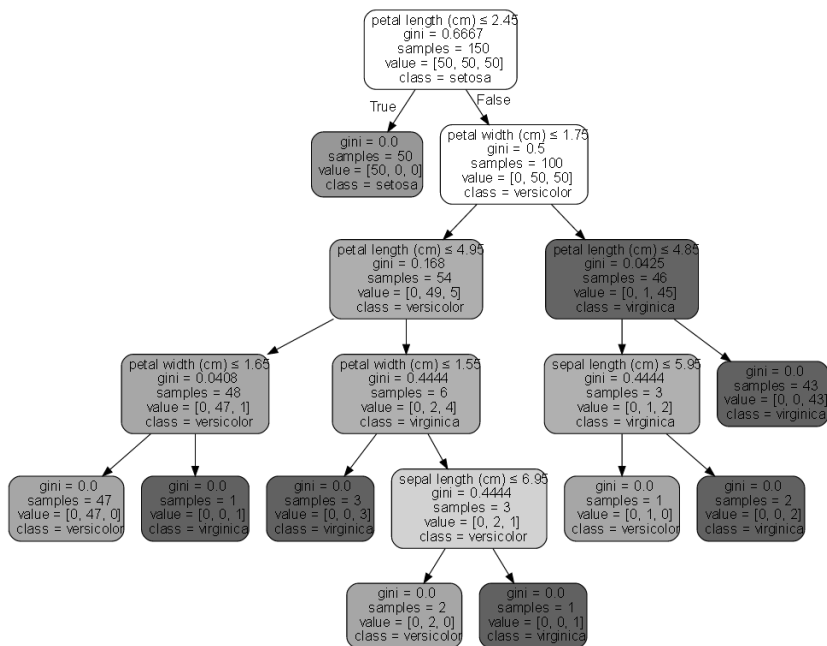 petal length (cm) ≤ 2.45
gini = 0.6667
samples = 150
value = [50, 50, 50]
class = setosa
True
False
gini = 0.0
samples = 50
value = [50, 0, 0]
class = setosa
petal width (cm) ≤ 1.75
gini = 0.5
samples = 100
value = [0, 50, 50]
class = versicolor
petal length (cm) ≤ 4.95
gini = 0.168
samples = 54
value = [0, 49, 5]
class = versicolor
petal length (cm) ≤ 4.85
gini = 0.0425
samples = 46
value = [0, 1, 45]
class = virginica
petal width (cm) ≤ 1.65
gini = 0.0408
samples = 48
value = [0, 47, 1]
class = versicolor
petal width (cm) ≤ 1.55
gini = 0.4444
samples = 6
value = [0, 2, 4]
class = virginica
sepal length (cm) ≤ 5.95
gini = 0.4444
samples = 3
value = [0, 1, 2]
class = virginica
gini = 0.0
samples = 43
value = [0, 0, 43]
class = virginica
gini = 0.0
samples = 47
value = [0, 47, 0]
class = versicolor
gini = 0.0
samples = 1
value = [0, 0, 1]
class = virginica
gini = 0.0
samples = 3
value = [0, 0, 3]
class = virginica
sepal length (cm) ≤ 6.95
gini = 0.4444
samples = 3
value = [0, 2, 1]
class = versicolor
gini = 0.0
samples = 1
value = [0, 1, 0]
class = versicolor
gini = 0.0
samples = 2
value = [0, 0, 2]
class = virginica
gini = 0.0
samples = 2
value = [0, 2, 0]
class = versicolor
gini = 0.0
samples = 1
value = [0, 0, 1]
class = virginica